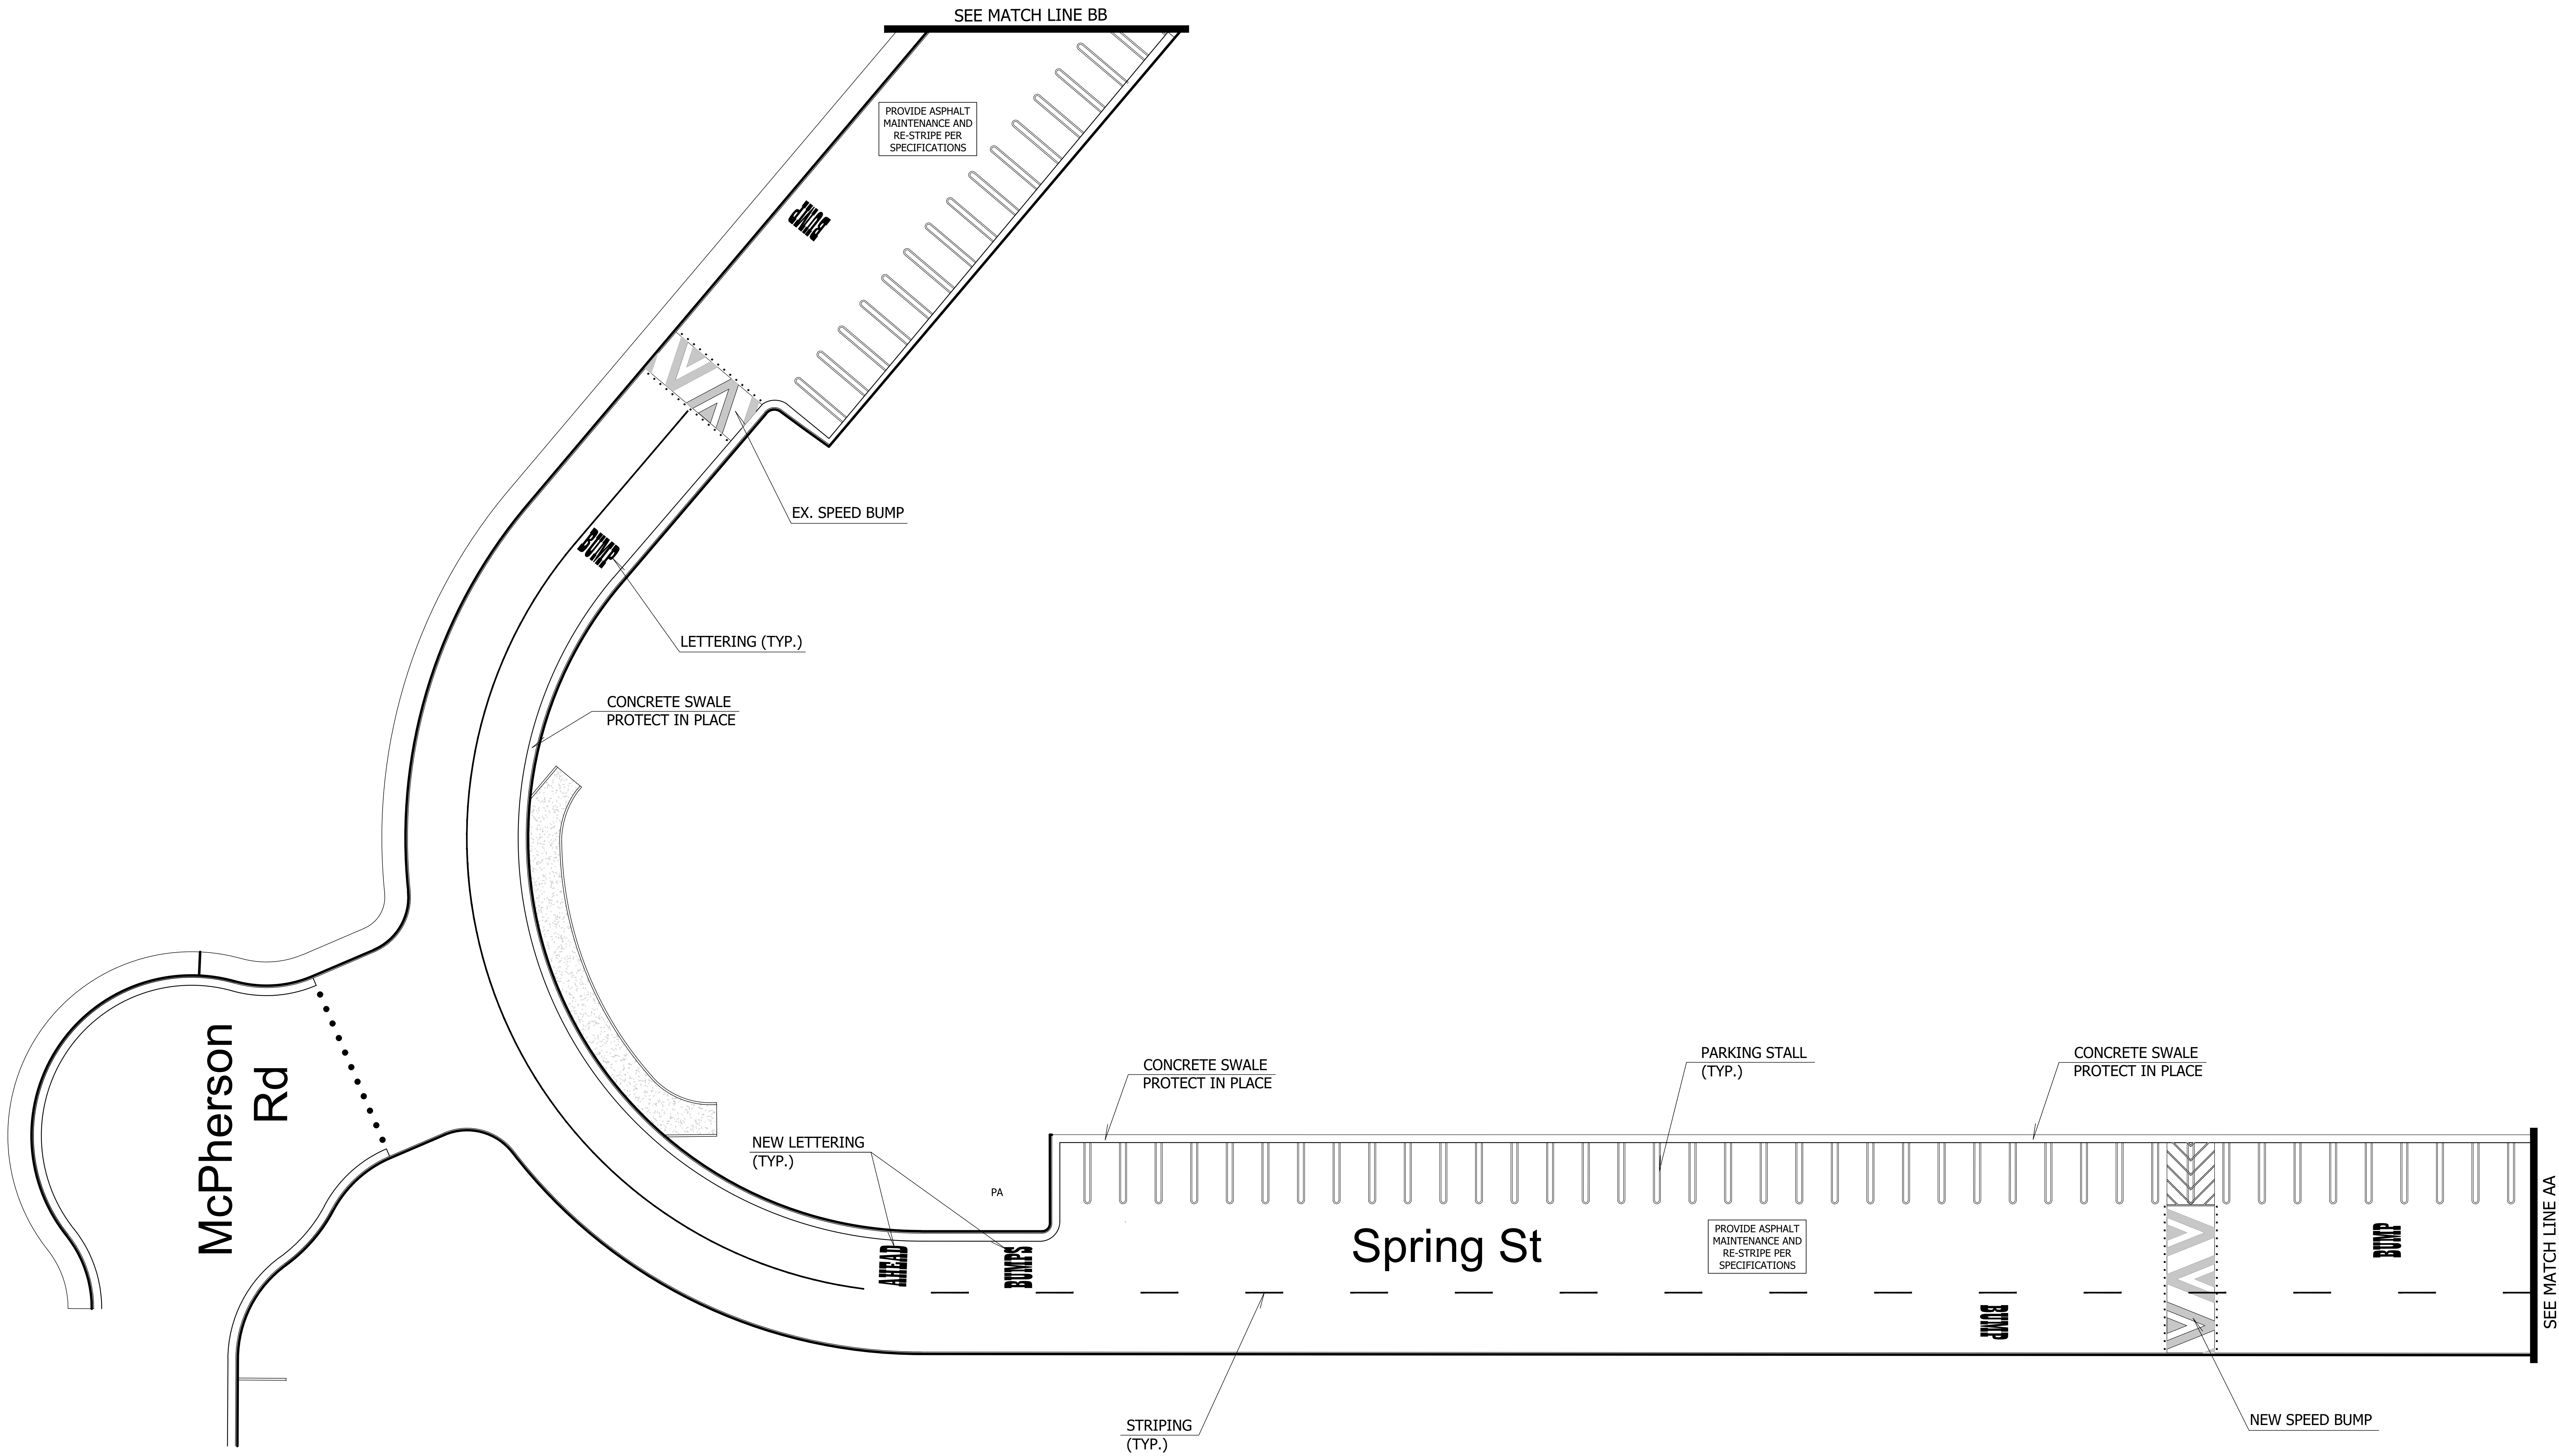 SEE MATCH LINE BB
PROVIDE ASPHALT
MAINTENANCE AND
RE-STRIPE PER
SPECIFICATIONS
BUMP
EX. SPEED BUMP
BUMP
LETTERING (TYP.)
CONCRETE SWALE
PROTECT IN PLACE
McPherson
Rd
NEW LETTERING
(TYP.)
PA
AHEAD
BUMPS
CONCRETE SWALE
PROTECT IN PLACE
PARKING STALL
(TYP.)
CONCRETE SWALE
PROTECT IN PLACE
Spring St
PROVIDE ASPHALT
MAINTENANCE AND
RE-STRIPE PER
SPECIFICATIONS
BUMP
BUMP
SEE MATCH LINE AA
STRIPING
(TYP.)
NEW SPEED BUMP